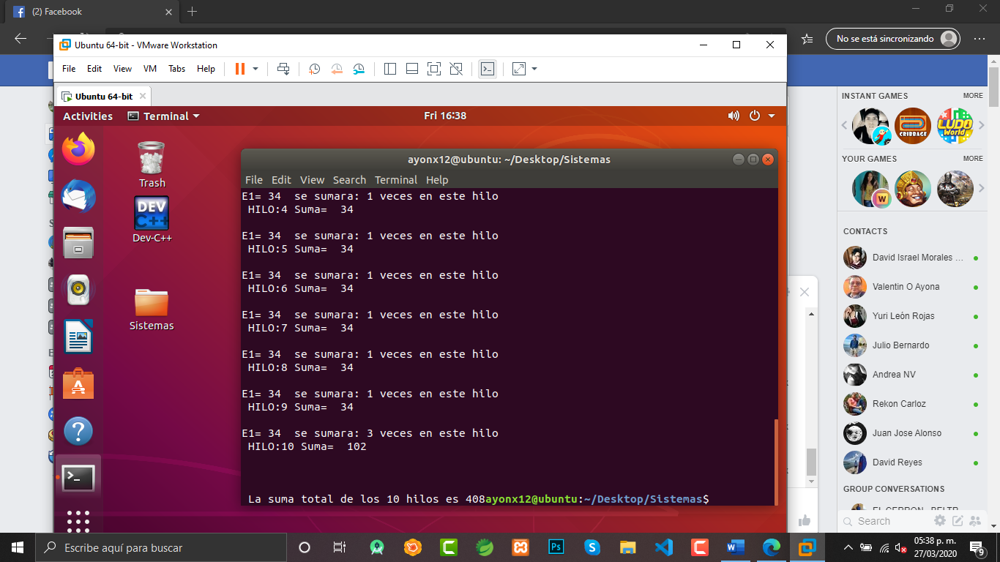 (2) Facebook
No se está sincronizando
Ubuntu 64-bit - VMware Workstation
File Edit View VM Tabs Help
Ubuntu 64-bit
Activities Terminal Fri 16:38
Trash
DEV
C++
Dev-C++
Sistemas
ayonx12@ubuntu: ~/Desktop/Sistemas
File Edit View Search Terminal Help
E1= 34 se sumara: 1 veces en este hilo
HILO:4 Suma= 34
E1= 34 se sumara: 1 veces en este hilo
HILO:5 Suma= 34
E1= 34 se sumara: 1 veces en este hilo
HILO:6 Suma= 34
E1= 34 se sumara: 1 veces en este hilo
HILO:7 Suma= 34
E1= 34 se sumara: 1 veces en este hilo
HILO:8 Suma= 34
E1= 34 se sumara: 1 veces en este hilo
HILO:9 Suma= 34
E1= 34 se sumara: 3 veces en este hilo
HILO:10 Suma= 102
La suma total de los 10 hilos es 408ayonx12@ubuntu:~/Desktop/Sistemas$
INSTANT GAMES MORE
CRIBBAGE
LUDO
World
YOUR GAMES MORE
W
CONTACTS
David Israel Morales ...
Valentin O Ayona
Yuri León Rojas
Julio Bernardo
Andrea NV
Rekon Carloz
Juan Jose Alonso
David Reyes
GROUP CONVERSATIONS
Search
Escribe aquí para buscar
Ps
05:38 p. m.
27/03/2020
9